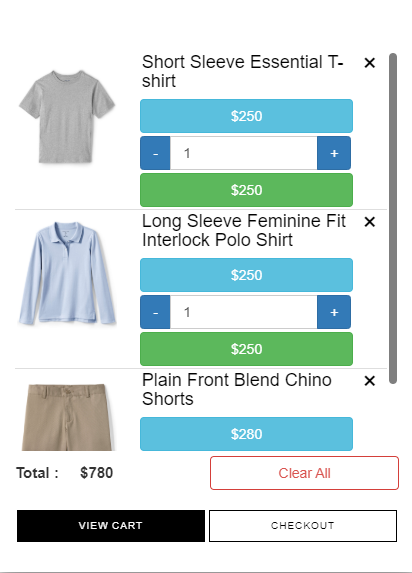 Short Sleeve Essential T-
shirt
×
$250
- 1 +
$250
Long Sleeve Feminine Fit
Interlock Polo Shirt
×
$250
- 1 +
$250
Plain Front Blend Chino
Shorts
×
$280
Total : $780
Clear All
VIEW CART
CHECKOUT